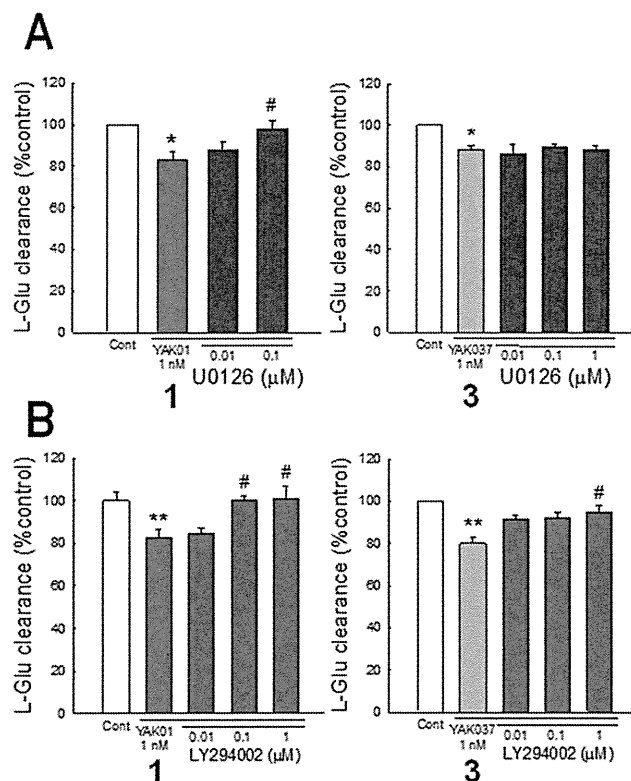 A
L-Glu clearance (%control)
120
100
80
60
40
20
0
*
#
Cont
YAK01
1 nM
0.01
0.1
U0126 (μM)
1
L-Glu clearance (%control)
120
100
80
60
40
20
0
*
Cont
YAK037
1 nM
0.01
0.1
1
U0126 (μM)
3
B
L-Glu clearance (%control)
120
100
80
60
40
20
0
**
#
#
Cont
YAK01
1 nM
0.01
0.1
1
LY294002 (μM)
1
L-Glu clearance (%control)
120
100
80
60
40
20
0
**
#
Cont
YAK037
1 nM
0.01
0.1
1
LY294002 (μM)
3